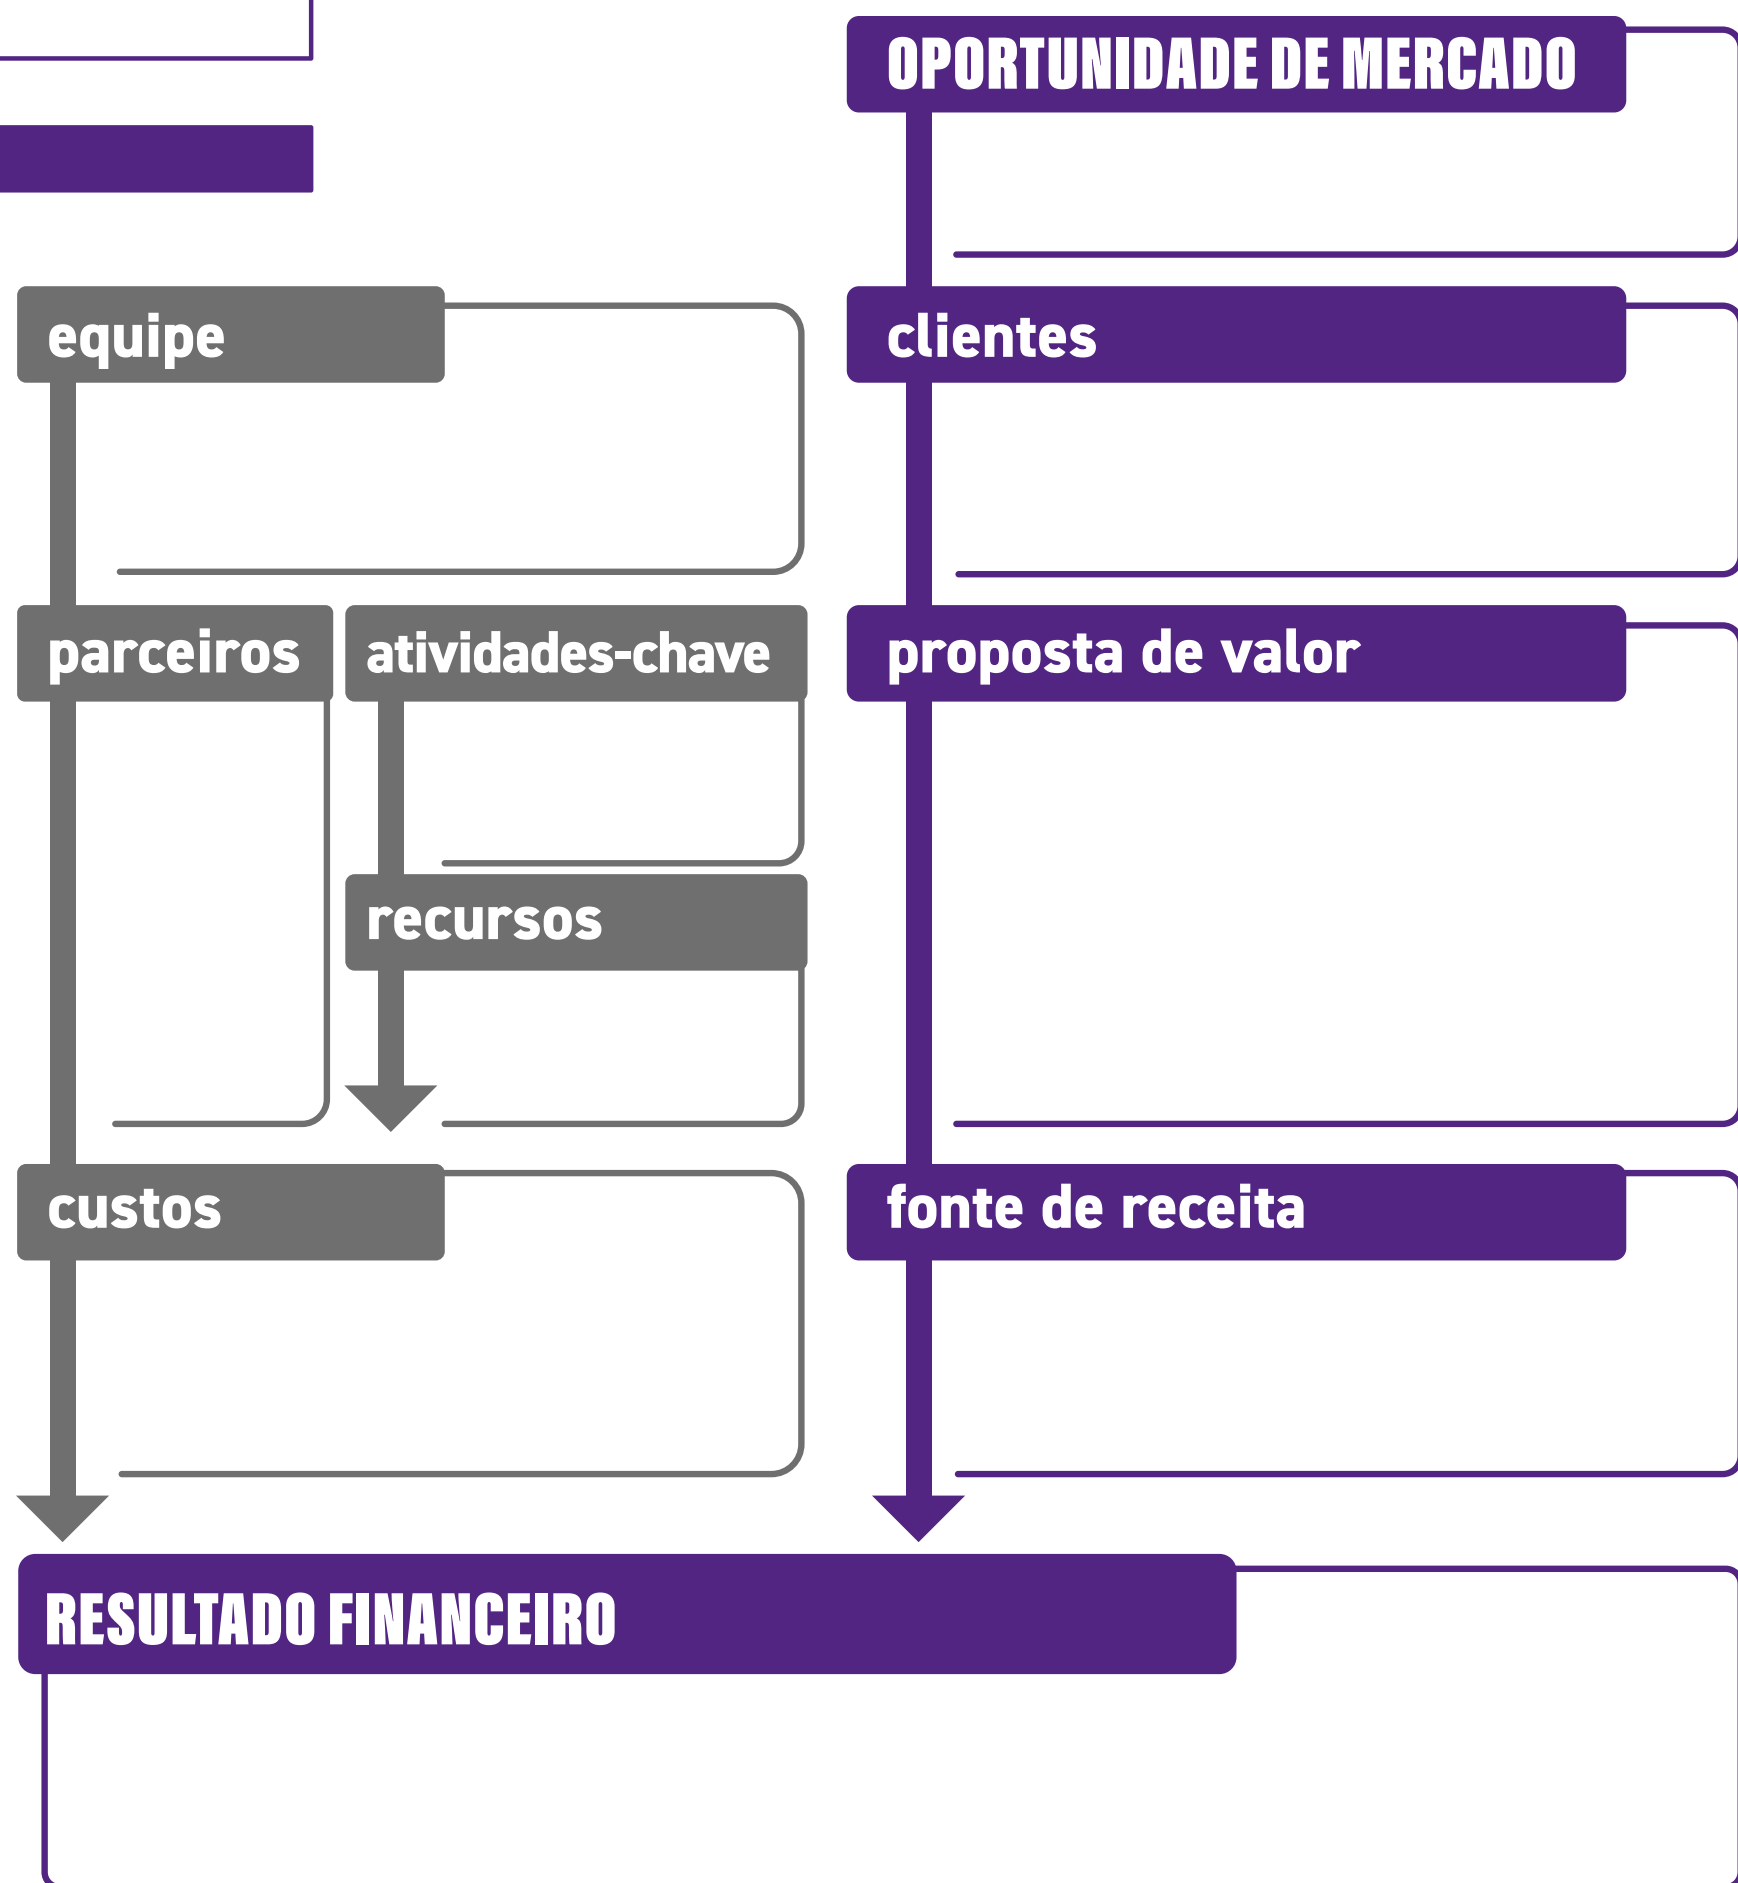 OPORTUNIDADE DE MERCADO
equipe
clientes
parceiros
atividades-chave
proposta de valor
recursos
custos
fonte de receita
RESULTADO FINANCEIRO